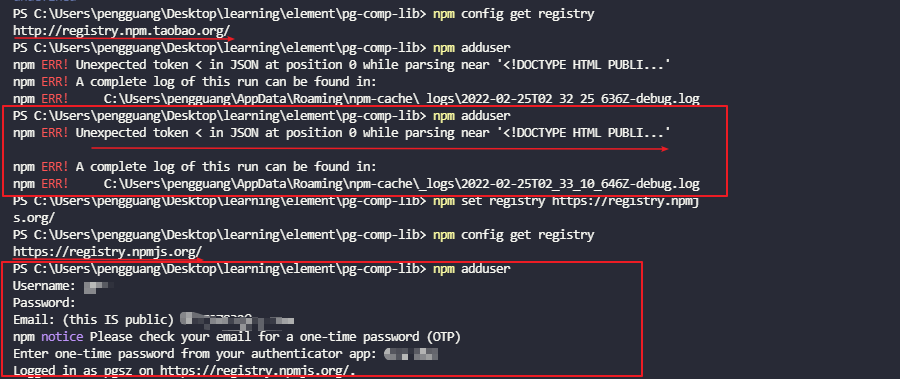 PS C:\Users\pengguang\Desktop\learning\element\pg-comp-lib> npm config get registry
http://registry.npm.taobao.org/
PS C:\Users\pengguang\Desktop\learning\element\pg-comp-lib> npm adduser
npm ERR! Unexpected token < in JSON at position 0 while parsing near '<!DOCTYPE HTML PUBLI...'
npm ERR! A complete log of this run can be found in:
npm ERR!     C:\Users\pengguang\AppData\Roaming\npm-cache\_logs\2022-02-25T02_32_25_636Z-debug.log
PS C:\Users\pengguang\Desktop\learning\element\pg-comp-lib> npm adduser
npm ERR! Unexpected token < in JSON at position 0 while parsing near '<!DOCTYPE HTML PUBLI...'
npm ERR! A complete log of this run can be found in:
npm ERR!     C:\Users\pengguang\AppData\Roaming\npm-cache\_logs\2022-02-25T02_33_10_646Z-debug.log
PS C:\Users\pengguang\Desktop\learning\element\pg-comp-lib> npm set registry https://registry.npmj
s.org/
PS C:\Users\pengguang\Desktop\learning\element\pg-comp-lib> npm config get registry
https://registry.npmjs.org/
PS C:\Users\pengguang\Desktop\learning\element\pg-comp-lib> npm adduser
Username:
Password:
Email: (this IS public)
npm notice Please check your email for a one-time password (OTP)
Enter one-time password from your authenticator app:
Logged in as pgsz on https://registry.npmjs.org/.